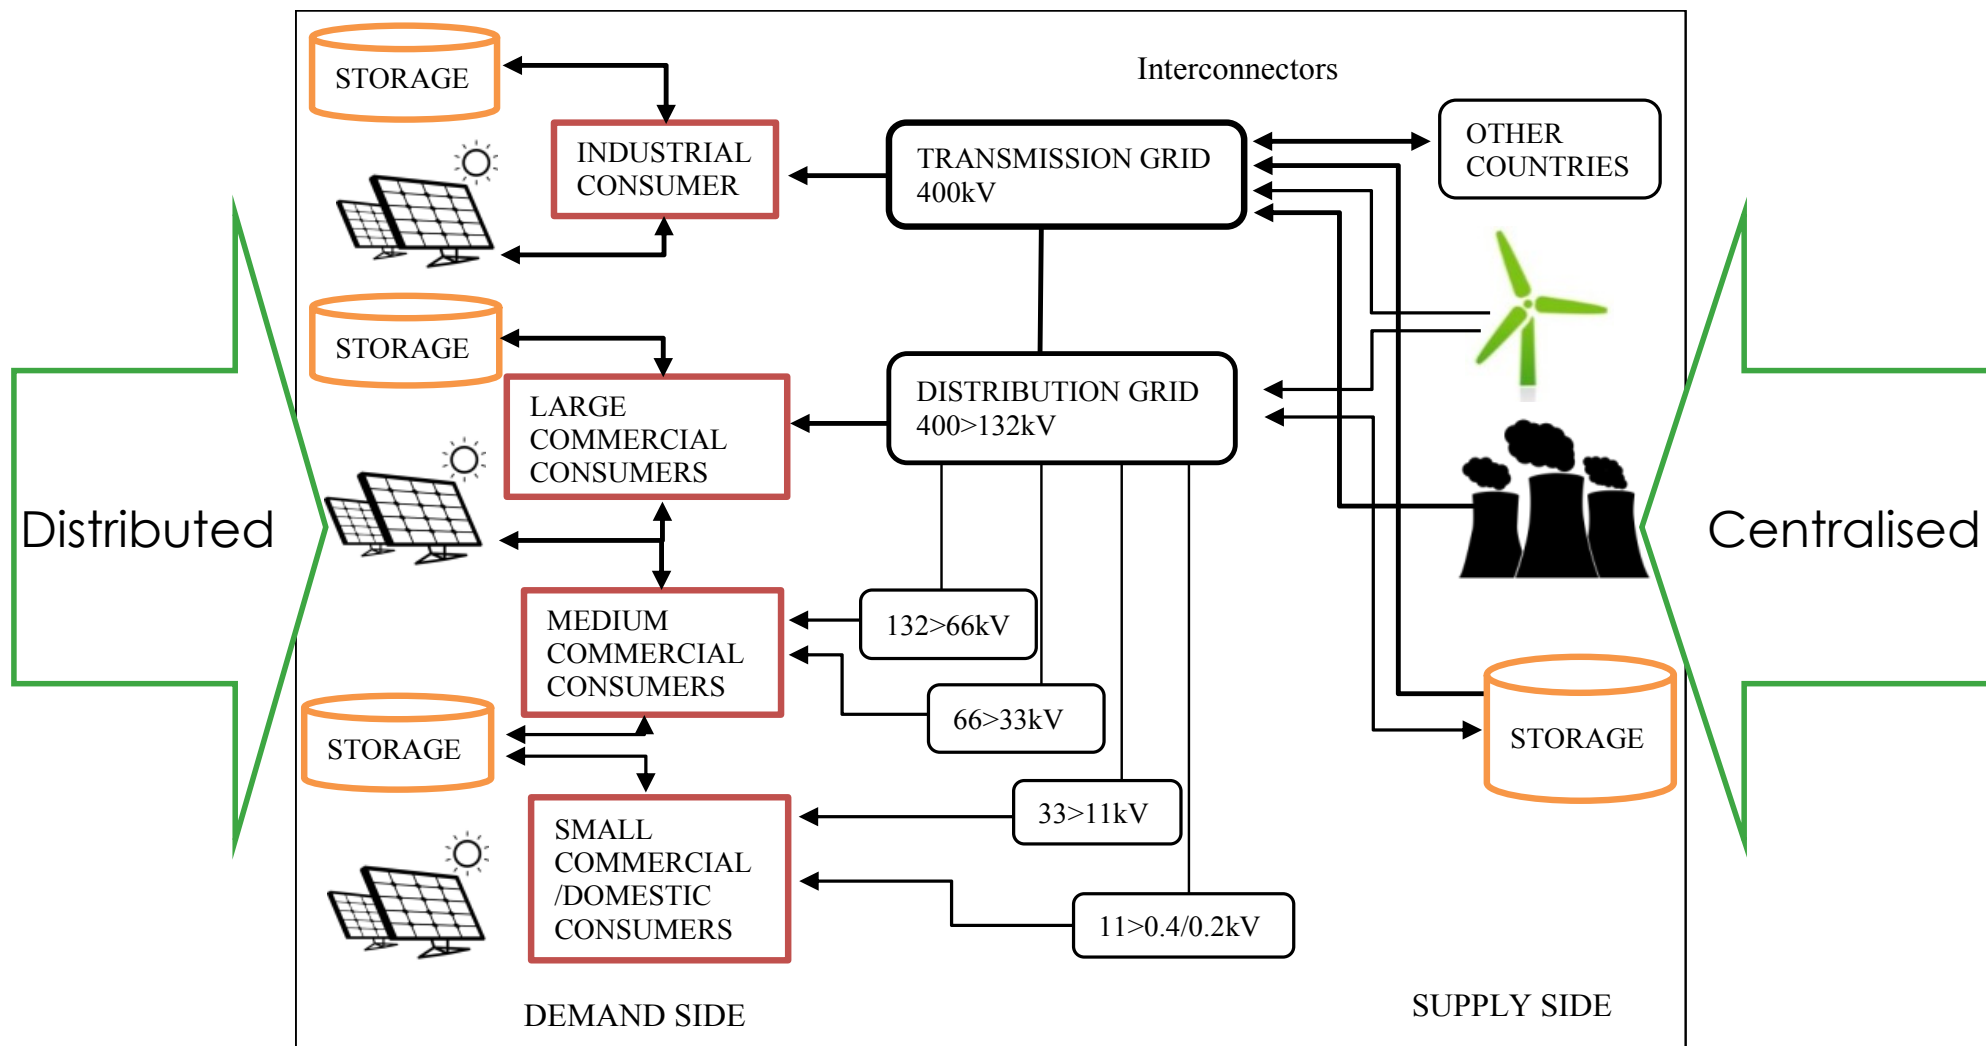 STORAGE
Interconnectors
INDUSTRIAL
CONSUMER
TRANSMISSION GRID
400kV
OTHER
COUNTRIES
STORAGE
LARGE
COMMERCIAL
CONSUMERS
DISTRIBUTION GRID
400>132kV
Distributed
Centralised
MEDIUM
COMMERCIAL
CONSUMERS
132>66kV
66>33kV
STORAGE
STORAGE
SMALL
COMMERCIAL
/DOMESTIC
CONSUMERS
33>11kV
11>0.4/0.2kV
DEMAND SIDE
SUPPLY SIDE